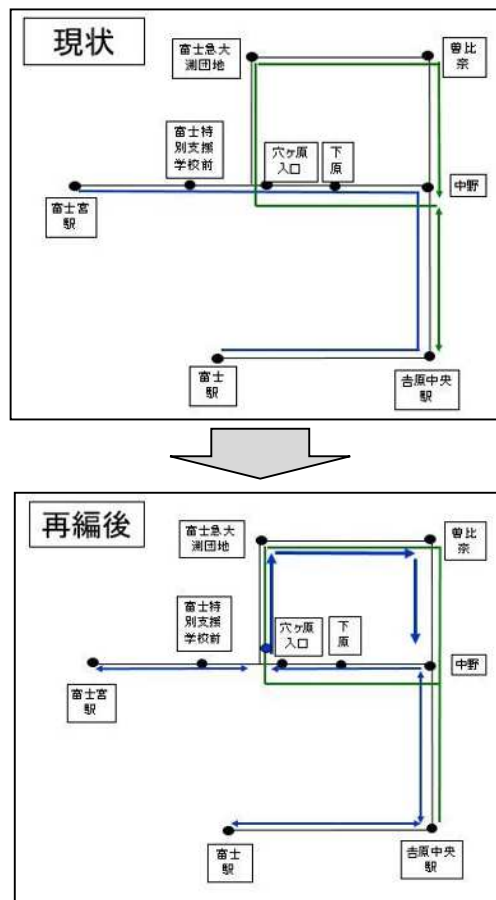 現状
富士急大
測団地
曽比
奈
富士特
別支援
学校前
穴ヶ原
入口
下
原
中野
富士宮
駅
富士
駅
吉原中央
駅
再編後
富士急大
測団地
曽比
奈
富士特
別支援
学校前
穴ヶ原
入口
下
原
中野
富士宮
駅
富士
駅
吉原中央
駅